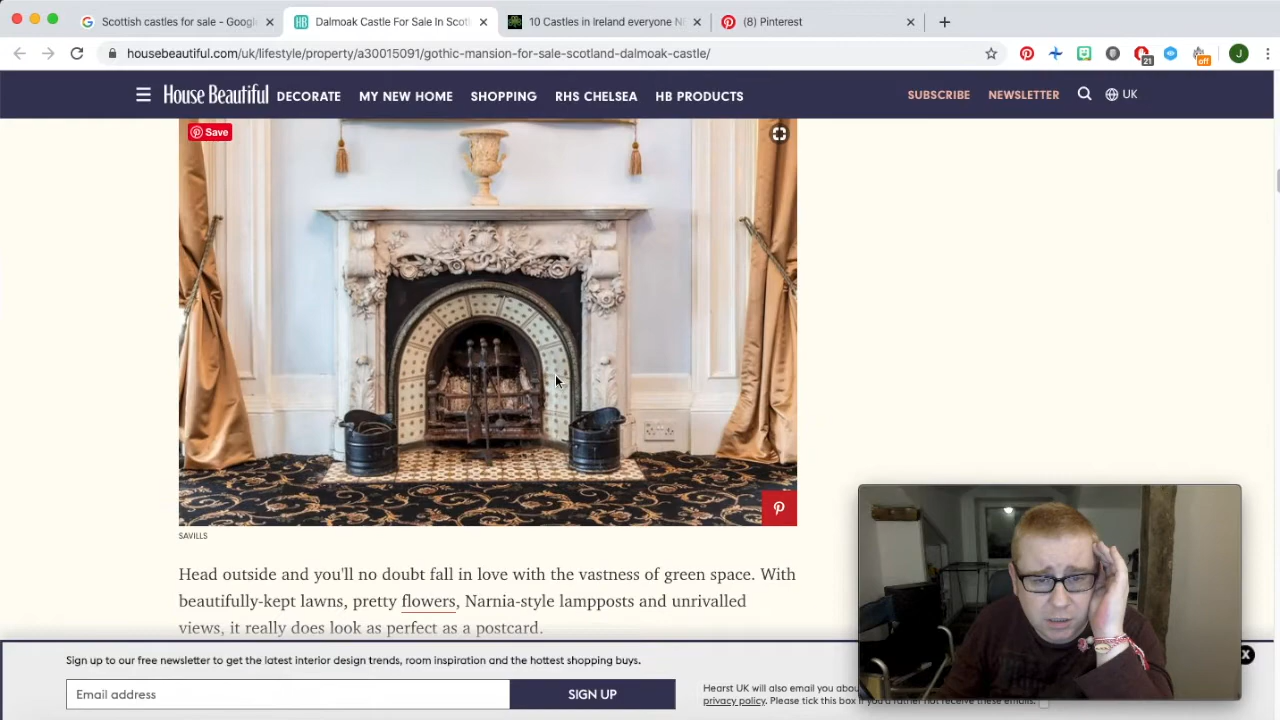 Scottish castles for sale - Google
Dalmoak Castle For Sale In Scot
10 Castles in Ireland everyone N
(8) Pinterest
housebeautiful.com/uk/lifestyle/property/a30015091/gothic-mansion-for-sale-scotland-dalmoak-castle/
21
off
J
House Beautiful
DECORATE
MY NEW HOME
SHOPPING
RHS CHELSEA
HB PRODUCTS
SUBSCRIBE
NEWSLETTER
UK
Save
SAVILLS
Head outside and you'll no doubt fall in love with the vastness of green space. With
beautifully-kept lawns, pretty flowers, Narnia-style lampposts and unrivalled
views, it really does look as perfect as a postcard.
Sign up to our free newsletter to get the latest interior design trends, room inspiration and the hottest shopping buys.
Email address
SIGN UP
Hearst UK will also email you abou
privacy policy. Please tick this box if you'd rather not receive these emails.
X